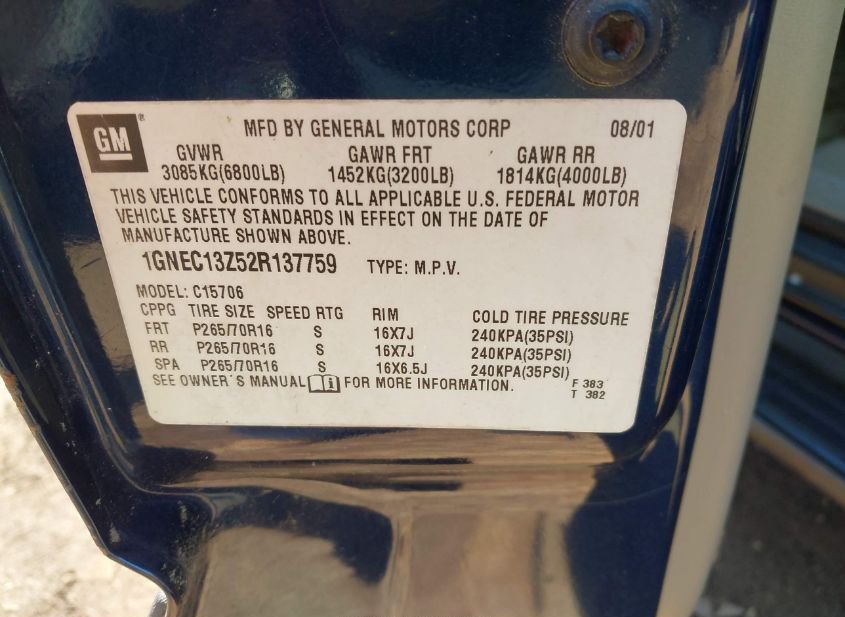 GM ® MFD BY GENERAL MOTORS CORP 08/01
GVWR GAWR FRT GAWR RR
3085KG(6800LB) 1452KG(3200LB) 1814KG(4000LB)
THIS VEHICLE CONFORMS TO ALL APPLICABLE U.S. FEDERAL MOTOR
VEHICLE SAFETY STANDARDS IN EFFECT ON THE DATE OF
MANUFACTURE SHOWN ABOVE.
1GNEC13Z52R137759 TYPE: M.P.V.
MODEL: C15706
CPPG TIRE SIZE SPEED RTG RIM COLD TIRE PRESSURE
FRT P265/70R16 S 16X7J 240KPA(35PSI)
RR P265/70R16 S 16X7J 240KPA(35PSI)
SPA P265/70R16 S 16X6.5J 240KPA(35PSI)
SEE OWNER'S MANUAL FOR MORE INFORMATION. F 383
T 382